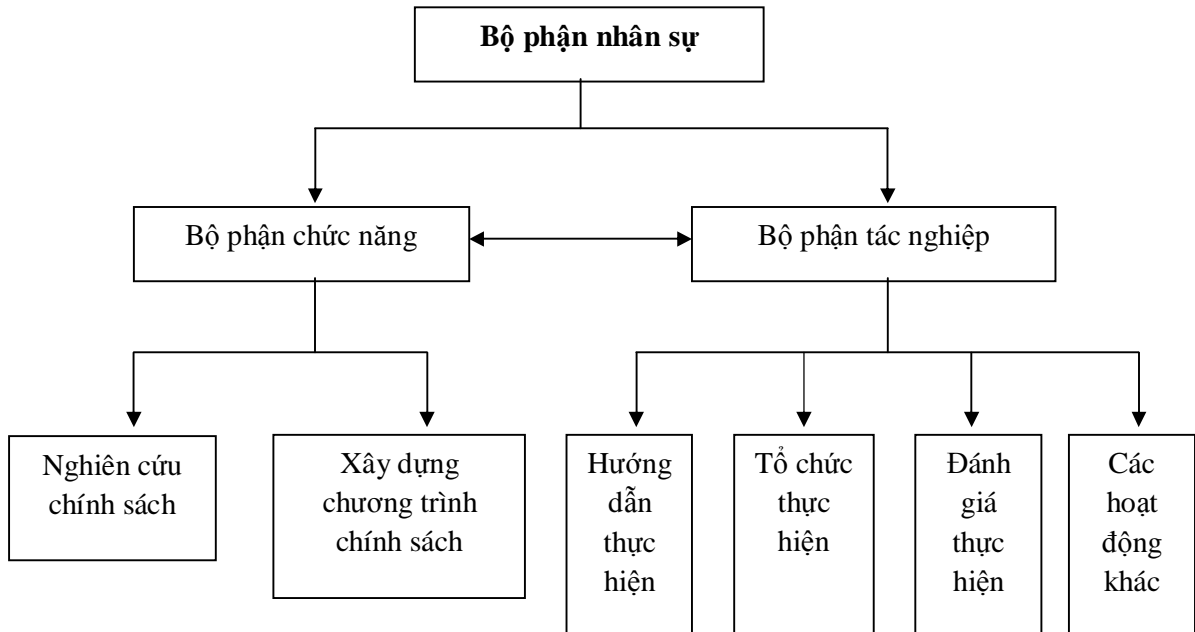 Bộ phận nhân sự
Bộ phận chức năng
Bộ phận tác nghiệp
Nghiên cứu
chính sách
Xây dựng
chương trình
chính sách
Hướng
dẫn
thực
hiện
Tổ chức
thực
hiện
Đánh
giá
thực
hiện
Các
hoạt
động
khác